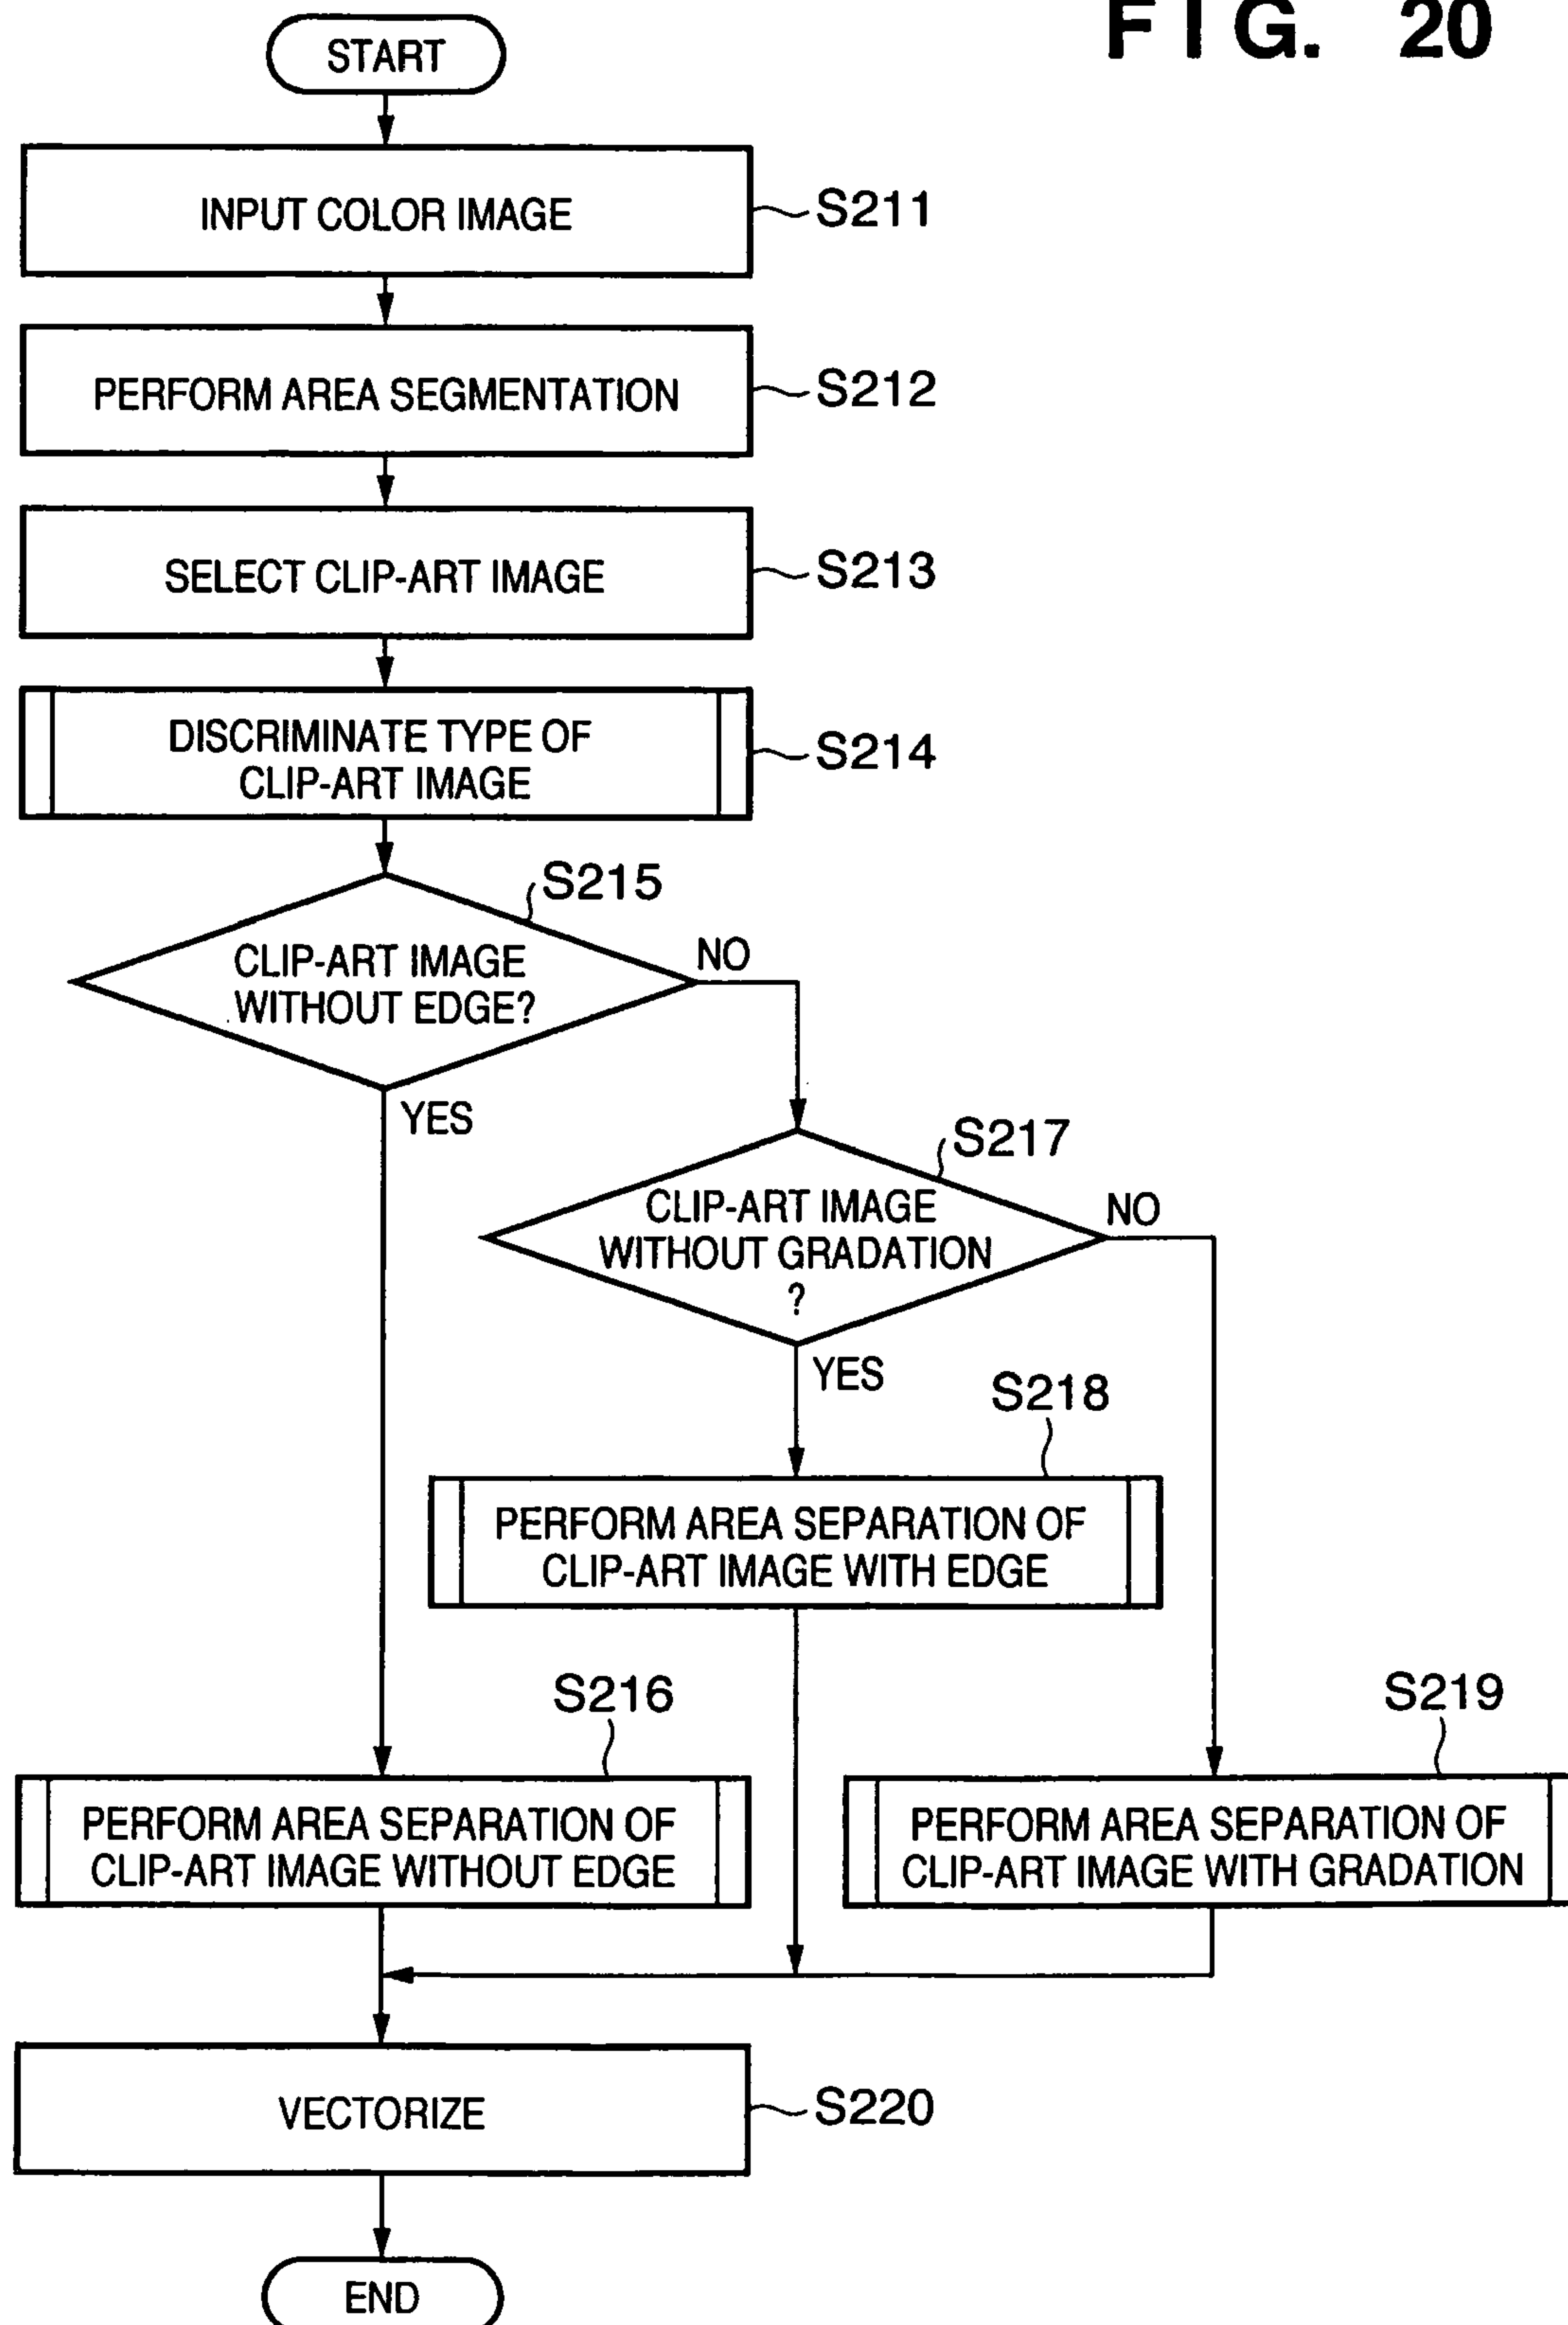 FIG. 20
START
INPUT COLOR IMAGE
S211
PERFORM AREA SEGMENTATION
S212
SELECT CLIP-ART IMAGE
S213
DISCRIMINATE TYPE OF
CLIP-ART IMAGE
S214
S215
CLIP-ART IMAGE
WITHOUT EDGE?
NO
YES
S217
CLIP-ART IMAGE
WITHOUT GRADATION
?
NO
YES
S218
PERFORM AREA SEPARATION OF
CLIP-ART IMAGE WITH EDGE
S216
PERFORM AREA SEPARATION OF
CLIP-ART IMAGE WITHOUT EDGE
S219
PERFORM AREA SEPARATION OF
CLIP-ART IMAGE WITH GRADATION
VECTORIZE
S220
END